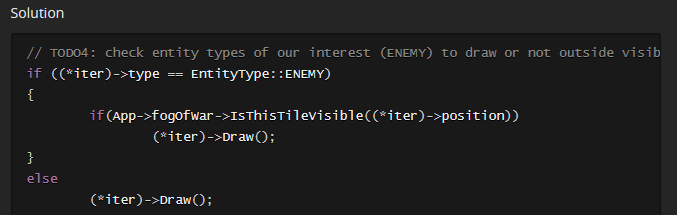 Solution
// TODO4: check entity types of our interest (ENEMY) to draw or not outside visib
if ((*iter)->type == EntityType::ENEMY)
{
if(App->fogOfWar->IsThisTileVisible((*iter)->position))
(*iter)->Draw();
}
else
(*iter)->Draw();